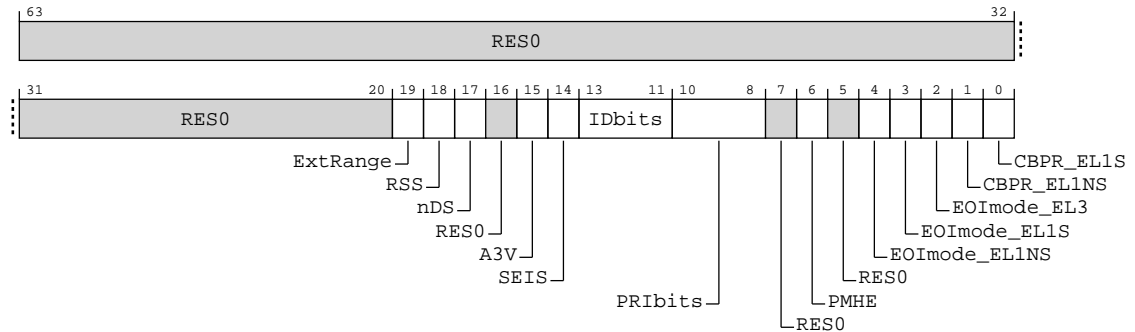 63 32
RES0
31 20 19 18 17 16 15 14 13 11 10 8 7 6 5 4 3 2 1 0
RES0 IDbits
ExtRange CBPR_EL1S
RSS CBPR_EL1NS
nDS EOImode_EL3
RES0 EOImode_EL1S
A3V EOImode_EL1NS
SEIS RES0
PRIbits PMHE
RES0